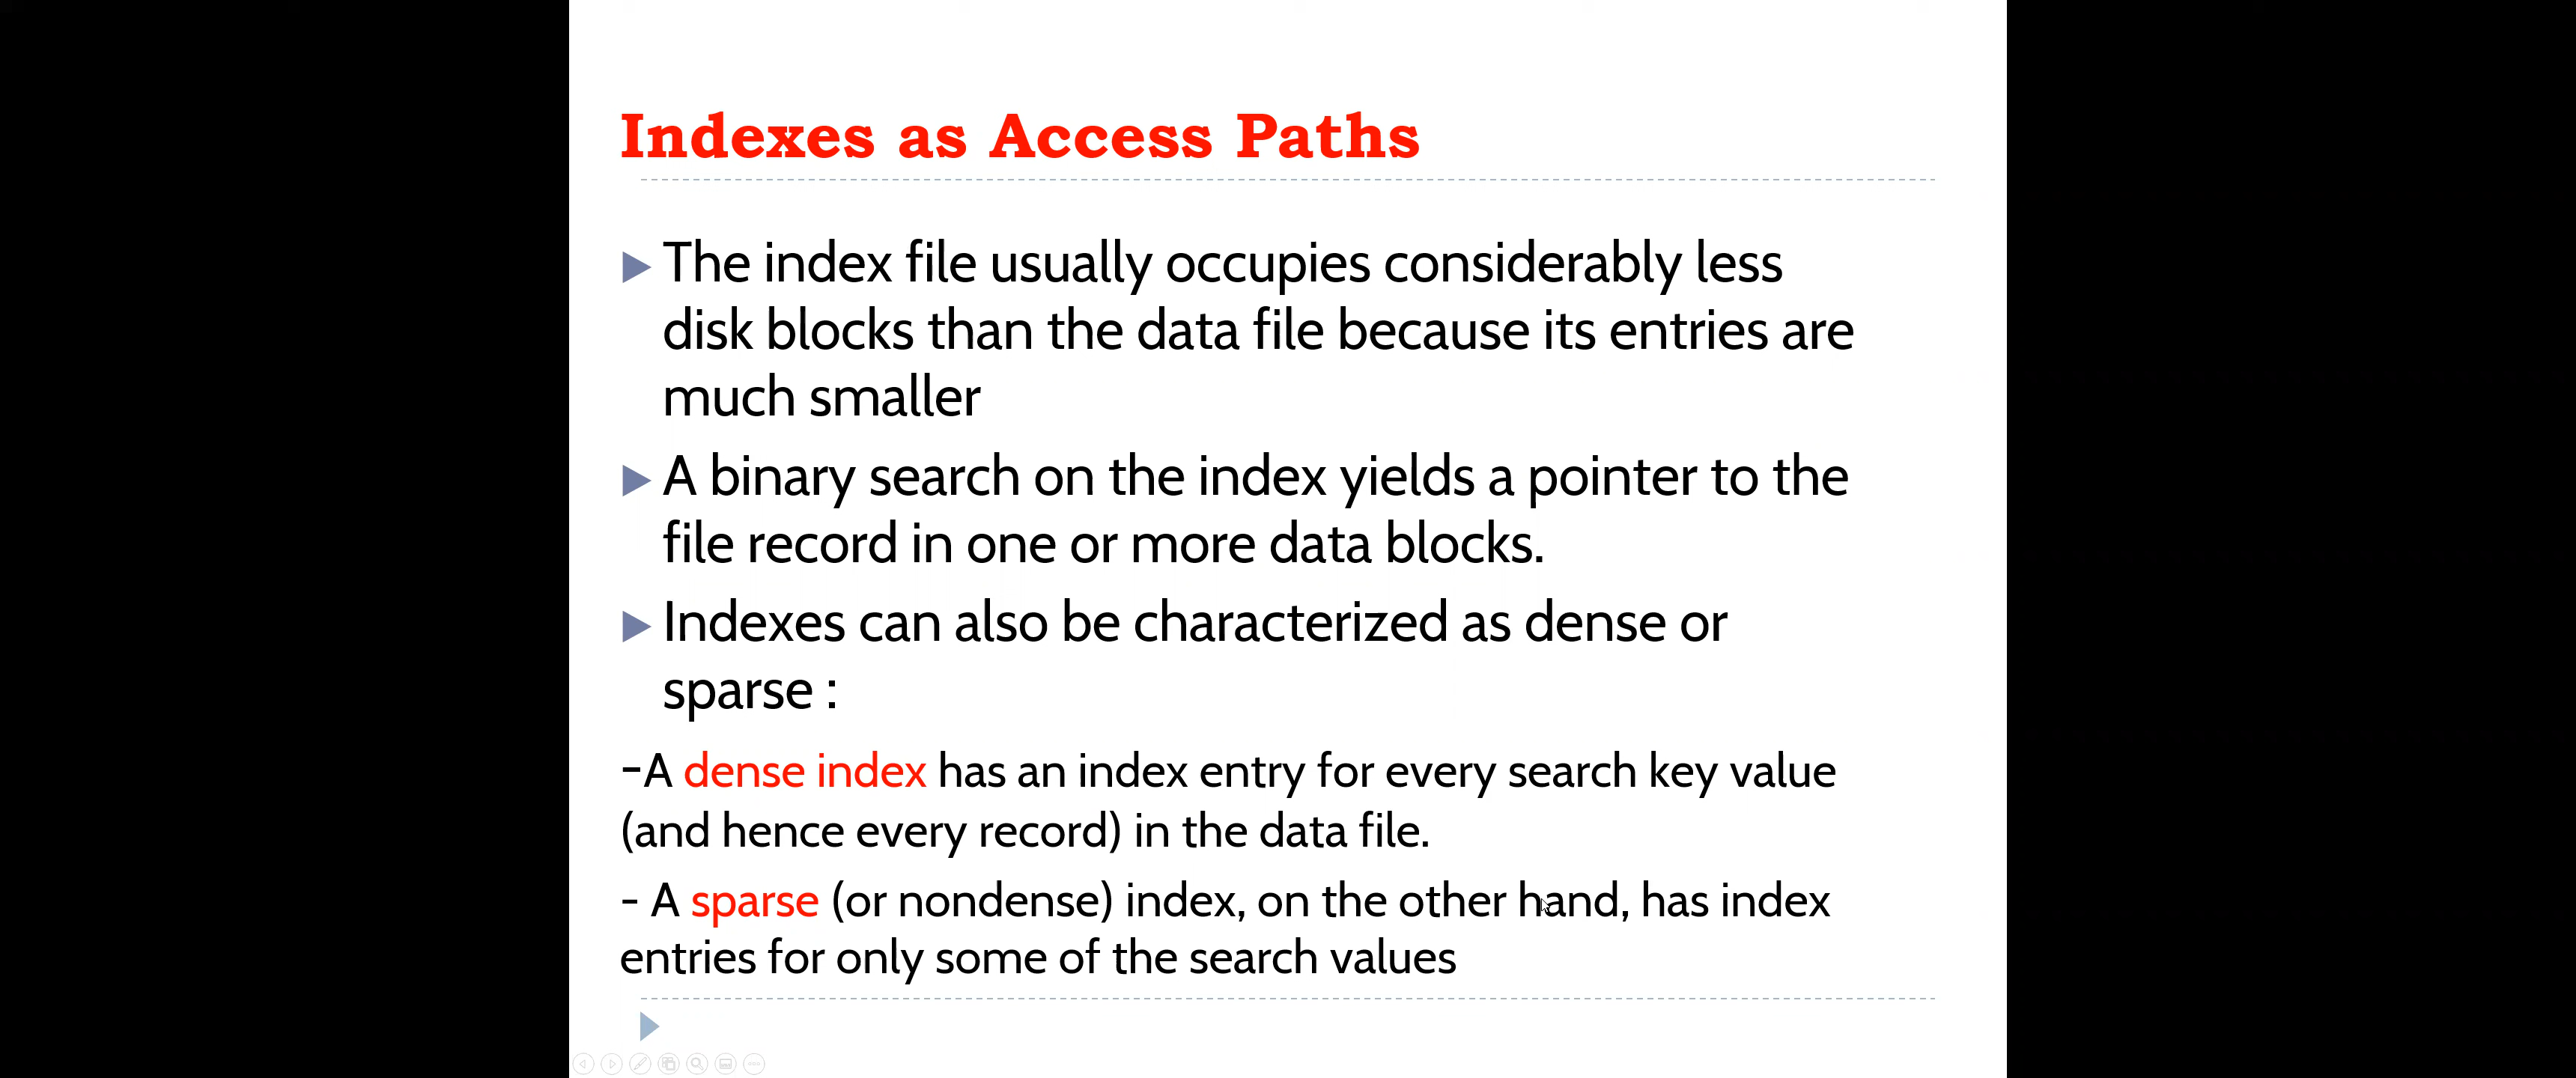 Indexes as Access Paths
The index file usually occupies considerably less
disk blocks than the data file because its entries are
much smaller
A binary search on the index yields a pointer to the
file record in one or more data blocks.
Indexes can also be characterized as dense or
sparse :
-A dense index has an index entry for every search key value
(and hence every record) in the data file.
- A sparse (or nondense) index, on the other hand, has index
entries for only some of the search values